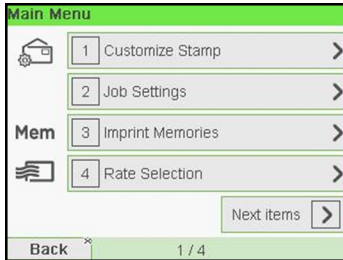 Main Menu
1 Customize Stamp
2 Job Settings
Mem 3 Imprint Memories
4 Rate Selection
Next items
Back 1 / 4